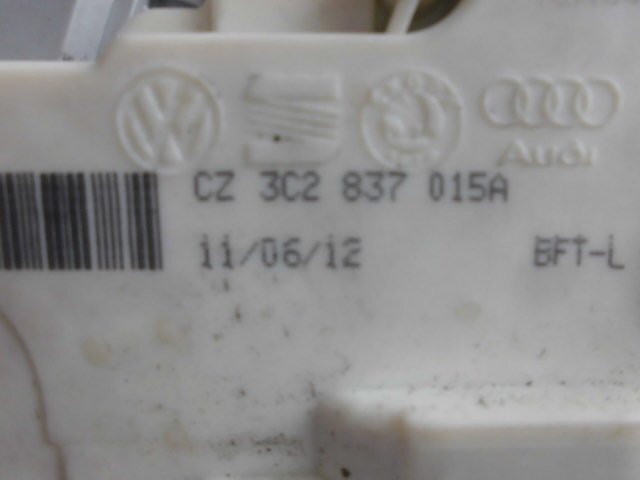 Audi
CZ 3C2 837 015A
11/06/12
BFT-L